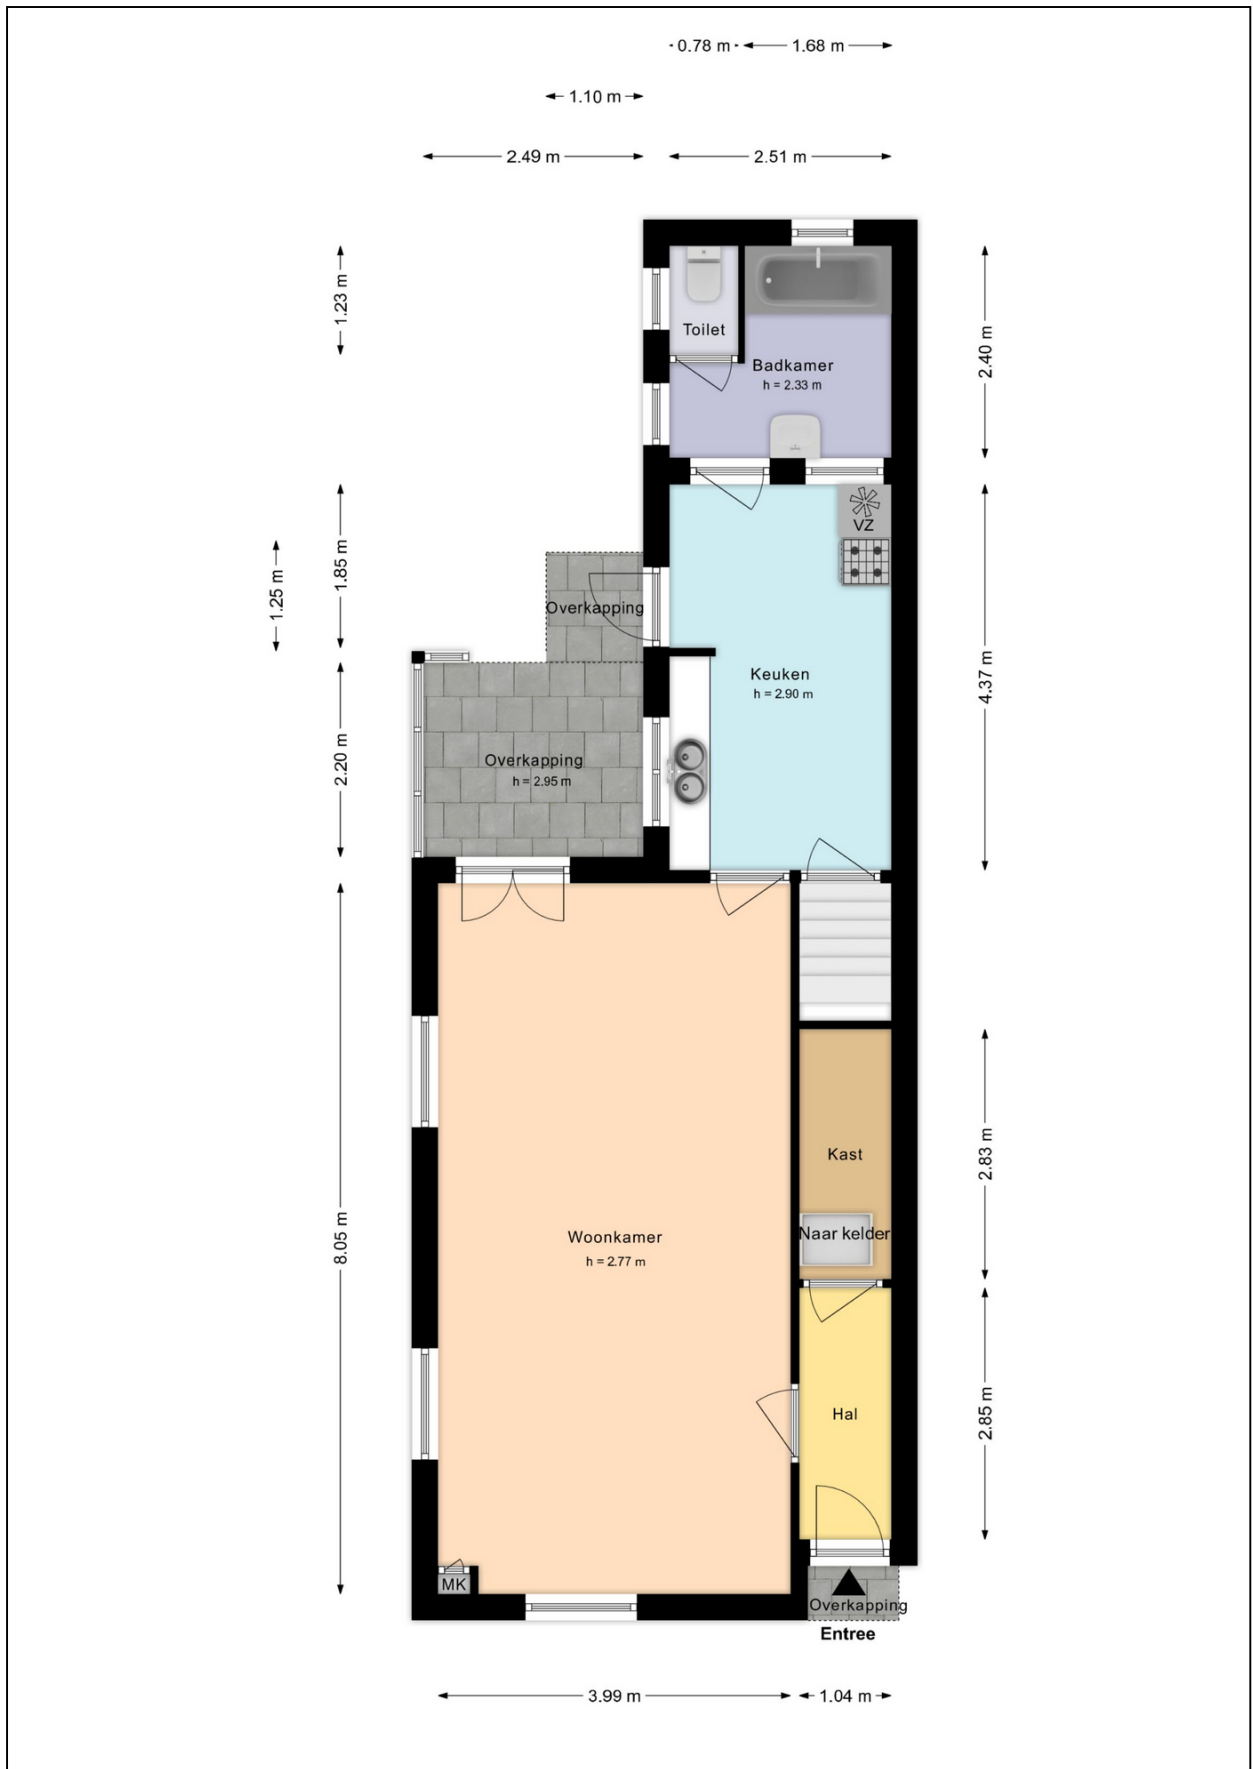 0.78 m
1.68 m
1.10 m
2.49 m
2.51 m
1.23 m
2.40 m
Toilet
Badkamer
h = 2.33 m
VZ
1.85 m
1.25 m
Overkapping
Keuken
h = 2.90 m
4.37 m
2.20 m
Overkapping
h = 2.95 m
Kast
2.83 m
Naar kelder
Woonkamer
h = 2.77 m
8.05 m
Hal
2.85 m
MK
Overkapping
Entree
3.99 m
1.04 m